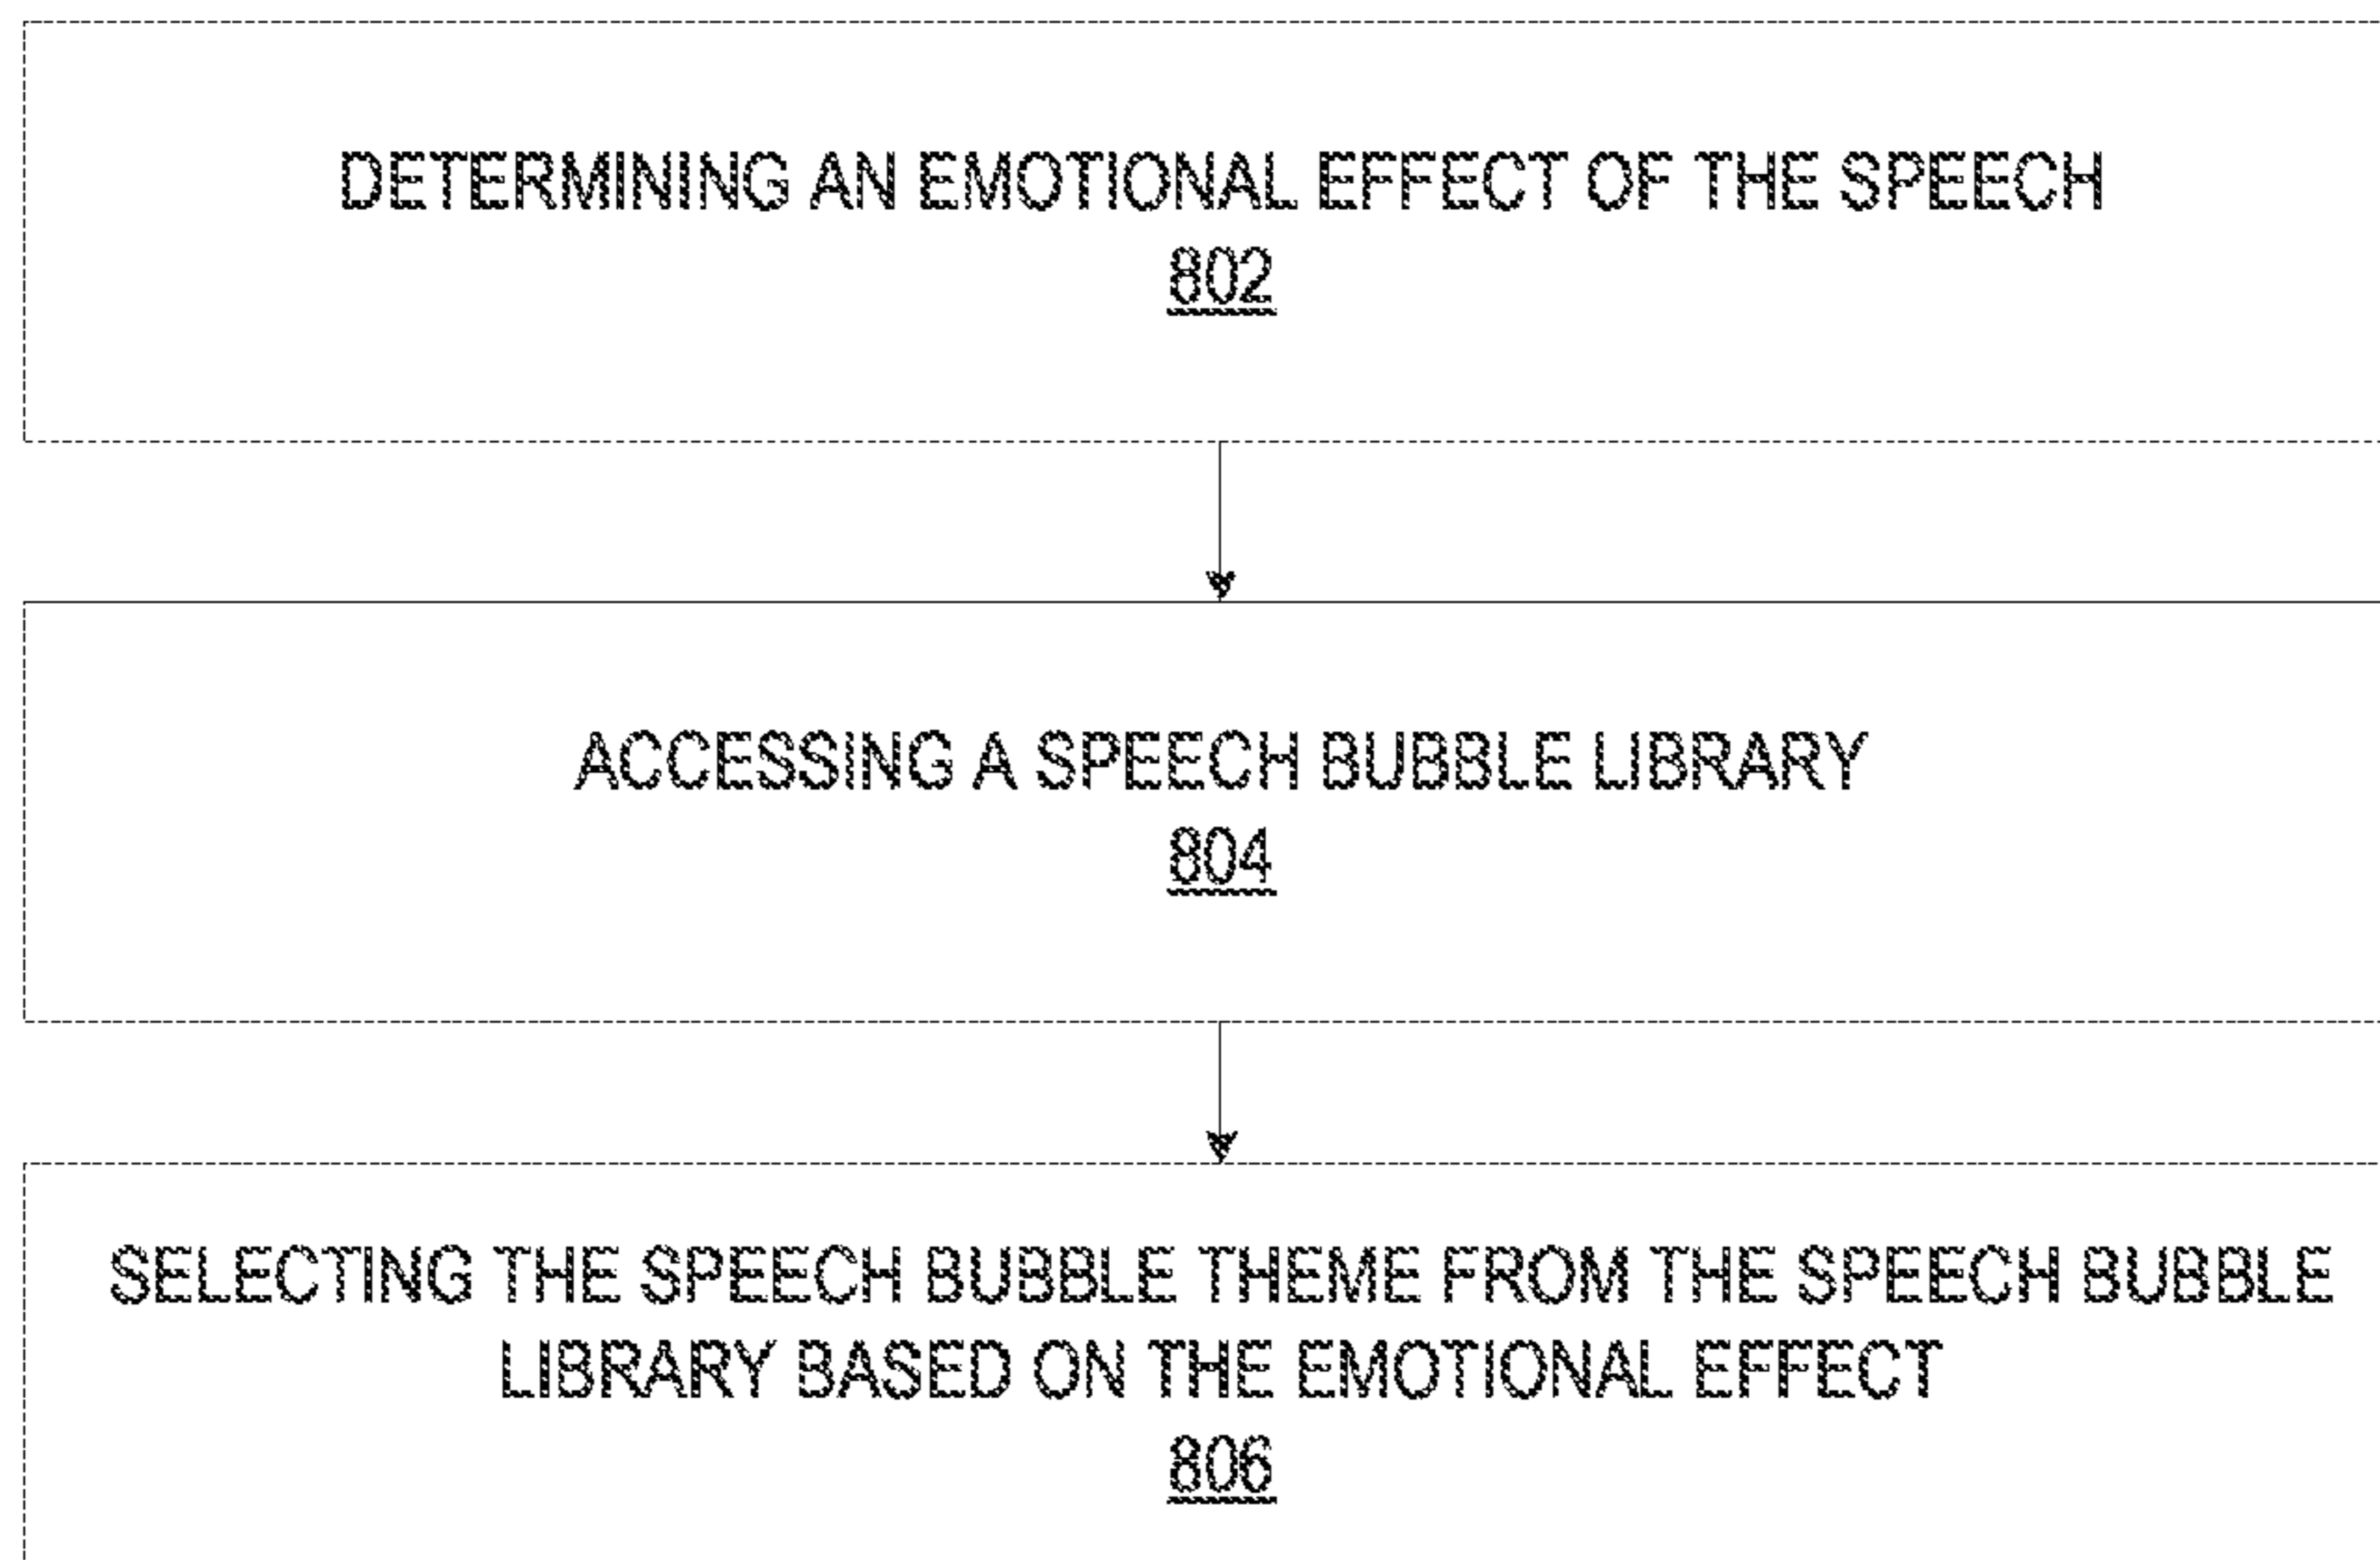 DETERMINING AN EMOTIONAL EFFECT OF THE SPEECH
802
ACCESSING A SPEECH BUBBLE LIBRARY
804
SELECTING THE SPEECH BUBBLE THEME FROM THE SPEECH BUBBLE
LIBRARY BASED ON THE EMOTIONAL EFFECT
806